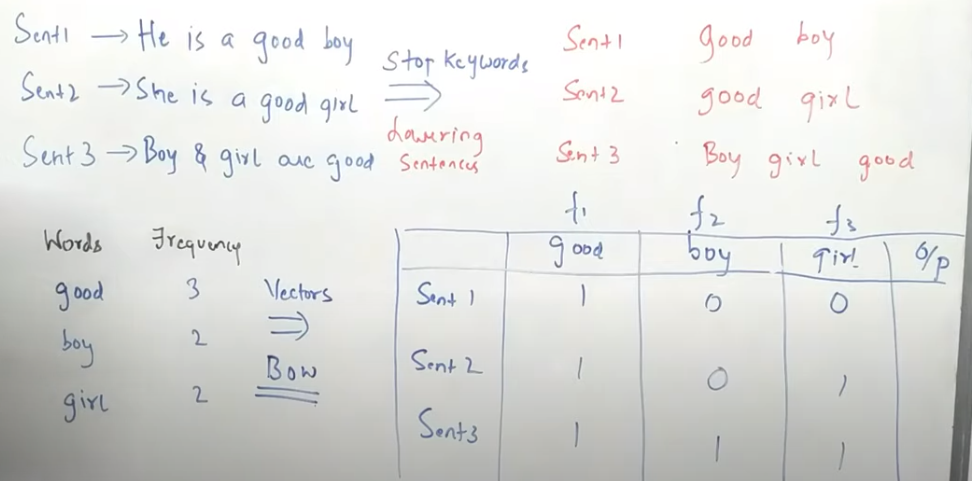 Sent1 → He is a good boy
Sent2 → She is a good girl
Sent 3 → Boy & girl are good
Stop Keywords
⇒
Lowering
Sentences
Sent1 good boy
Sent2 good girl
Sent 3 Boy girl good
Words Frequency
good 3
boy 2
girl 2
Vectors
⇒
Bow
f1 f2 f3
good boy girl O/p
Sent 1 1 0 0
Sent 2 1 0 1
Sent3 1 1 1